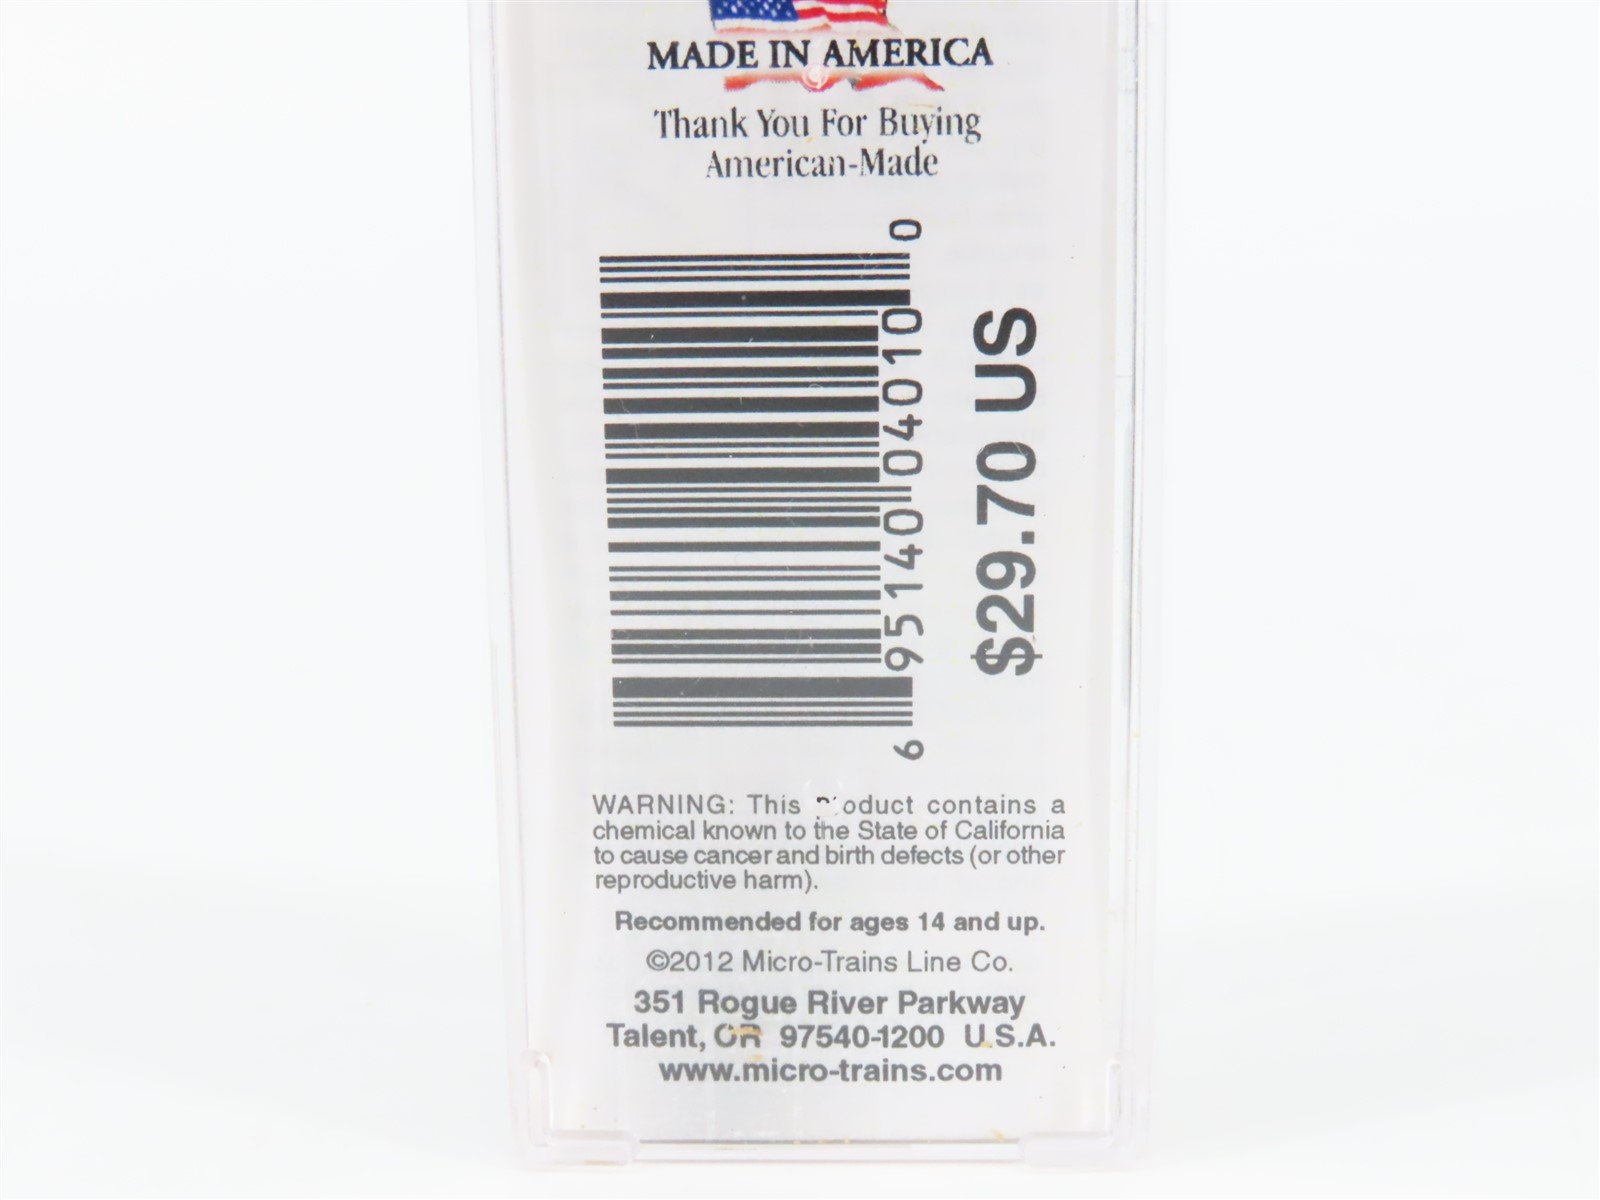 MADE IN AMERICA
Thank You For Buying
American-Made
6 95140 04010 0
$29.70 US
WARNING: This product contains a
chemical known to the State of California
to cause cancer and birth defects (or other
reproductive harm).
Recommended for ages 14 and up.
©2012 Micro-Trains Line Co.
351 Rogue River Parkway
Talent, OR 97540-1200 U.S.A.
www.micro-trains.com